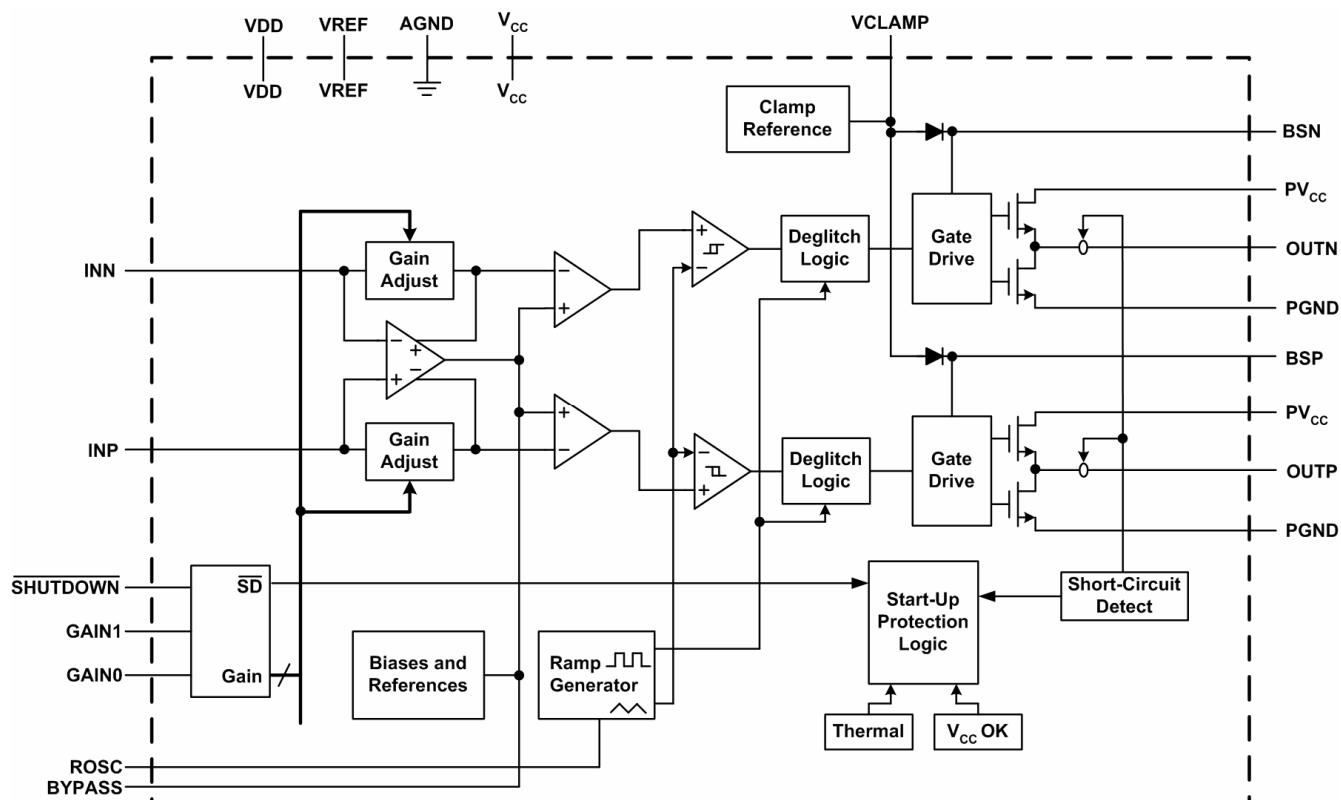 VDD
VREF
AGND
VCC
VCLAMP
VDD
VREF
VCC
Clamp
Reference
BSN
PVCC
Gain
Adjust
Deglitch
Logic
Gate
Drive
INN
OUTN
PGND
BSP
PVCC
INP
Gain
Adjust
Deglitch
Logic
Gate
Drive
OUTP
PGND
SHUTDOWN
SD
GAIN1
GAIN0
Gain
Start-Up
Protection
Logic
Short-Circuit
Detect
Biases and
References
Ramp
Generator
Thermal
VCC OK
ROSC
BYPASS